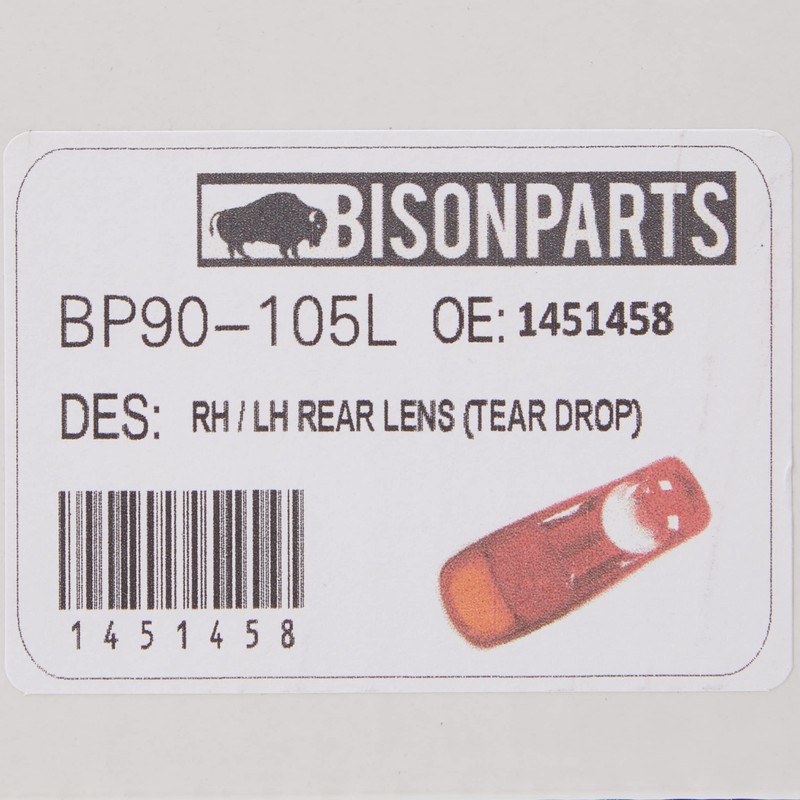 BISONPARTS
BP90-105L OE: 1451458
DES: RH / LH REAR LENS (TEAR DROP)
1451458